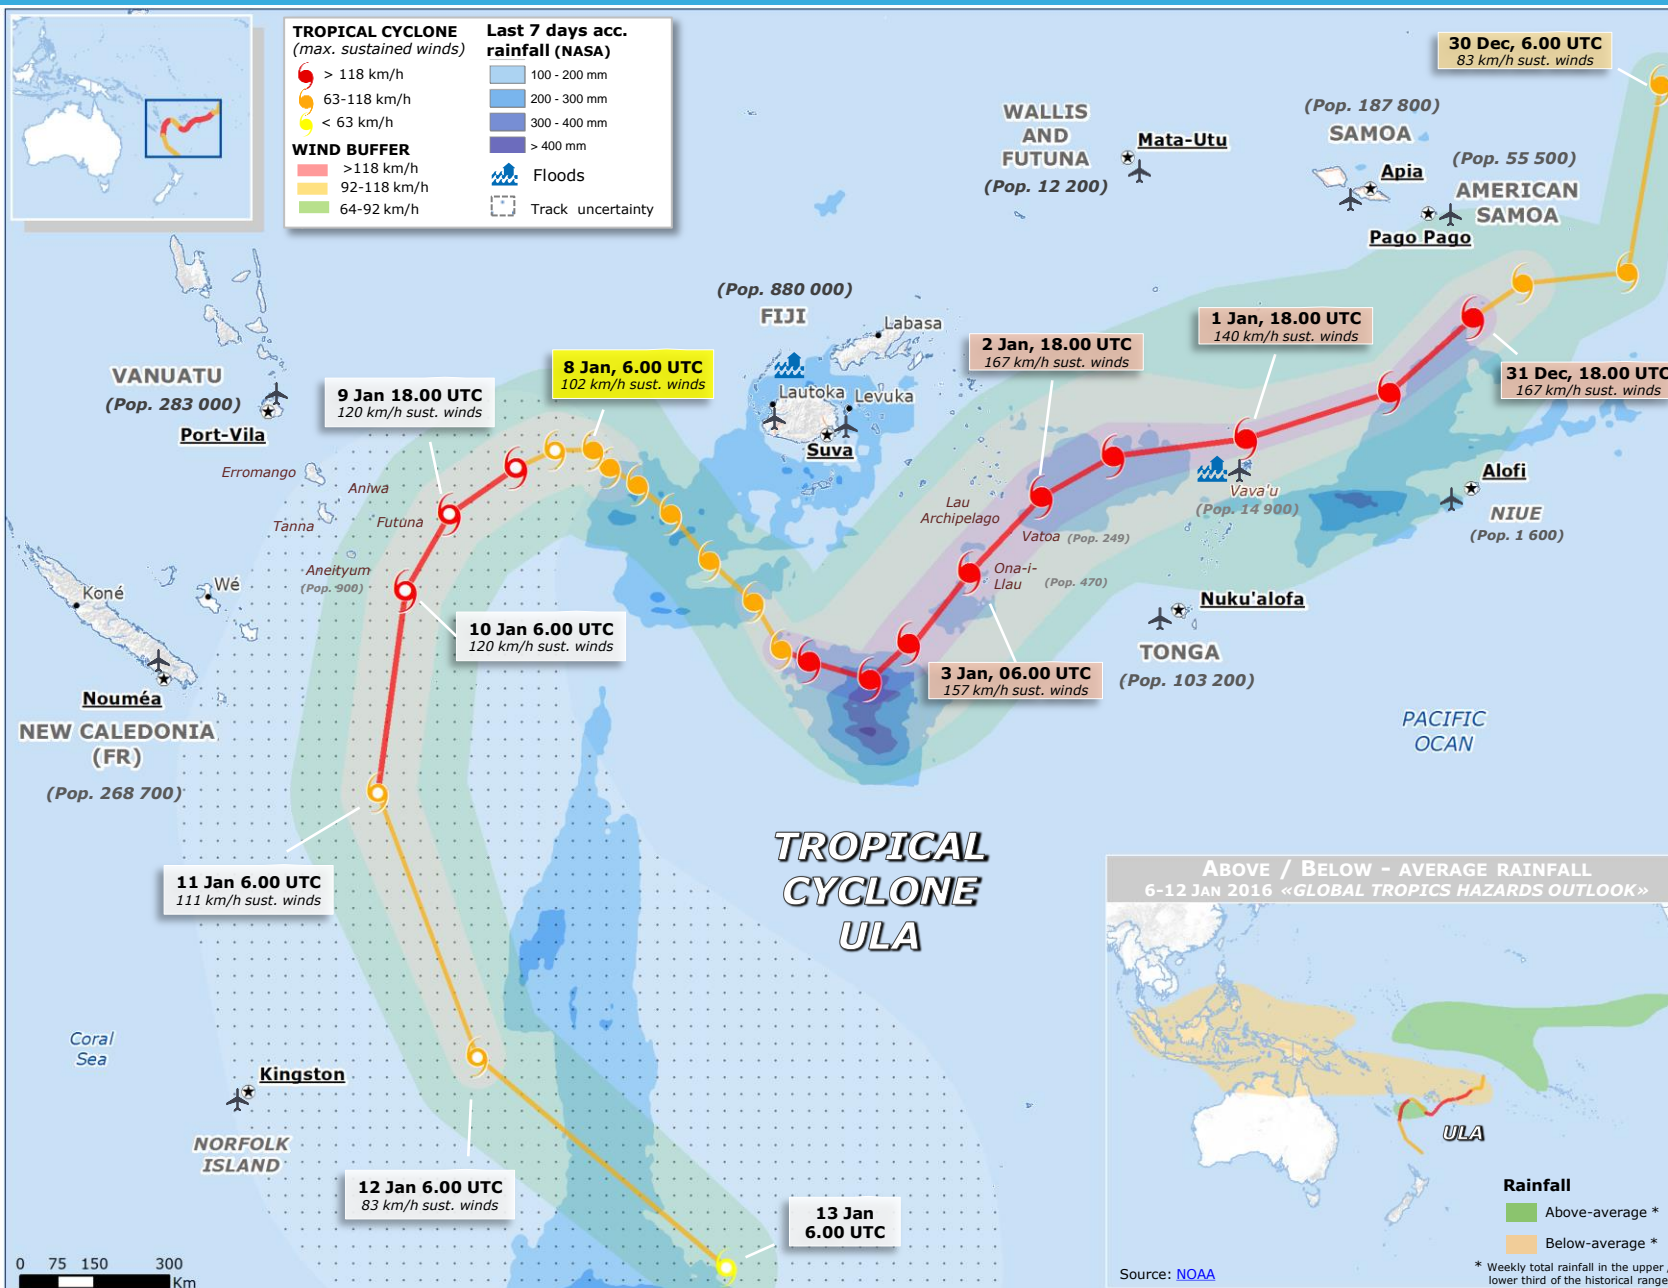 TROPICAL CYCLONE
(max. sustained winds)
> 118 km/h
63-118 km/h
< 63 km/h
WIND BUFFER
>118 km/h
92-118 km/h
64-92 km/h
Last 7 days acc.
rainfall (NASA)
100 - 200 mm
200 - 300 mm
300 - 400 mm
> 400 mm
Floods
Track uncertainty
30 Dec, 6.00 UTC
83 km/h sust. winds
WALLIS
AND
FUTUNA
(Pop. 12 200)
Mata-Utu
(Pop. 187 800)
SAMOA
Apia
(Pop. 55 500)
AMERICAN
SAMOA
Pago Pago
(Pop. 880 000)
FIJI
Labasa
Lautoka
Levuka
Suva
VANUATU
(Pop. 283 000)
Port-Vila
9 Jan 18.00 UTC
120 km/h sust. winds
8 Jan, 6.00 UTC
102 km/h sust. winds
2 Jan, 18.00 UTC
167 km/h sust. winds
1 Jan, 18.00 UTC
140 km/h sust. winds
31 Dec, 18.00 UTC
167 km/h sust. winds
Erromango
Aniwa
Tanna
Futuna
Aneityum
(Pop. 900)
Lau
Archipelago
Vatoa (Pop. 249)
Ona-i-
Llau
(Pop. 470)
Vava'u
(Pop. 14 900)
Alofi
NIUE
(Pop. 1 600)
Koné
Wé
Nouméa
NEW CALEDONIA
(FR)
(Pop. 268 700)
10 Jan 6.00 UTC
120 km/h sust. winds
3 Jan, 06.00 UTC
157 km/h sust. winds
Nuku'alofa
TONGA
(Pop. 103 200)
PACIFIC
OCAN
11 Jan 6.00 UTC
111 km/h sust. winds
TROPICAL
CYCLONE
ULA
Coral
Sea
Kingston
NORFOLK
ISLAND
12 Jan 6.00 UTC
83 km/h sust. winds
13 Jan
6.00 UTC
0 75 150 300
Km
ABOVE / BELOW - AVERAGE RAINFALL
6-12 JAN 2016 «GLOBAL TROPICS HAZARDS OUTLOOK»
ULA
Rainfall
Above-average *
Below-average *
* Weekly total rainfall in the upper
lower third of the historical range
Source: NOAA